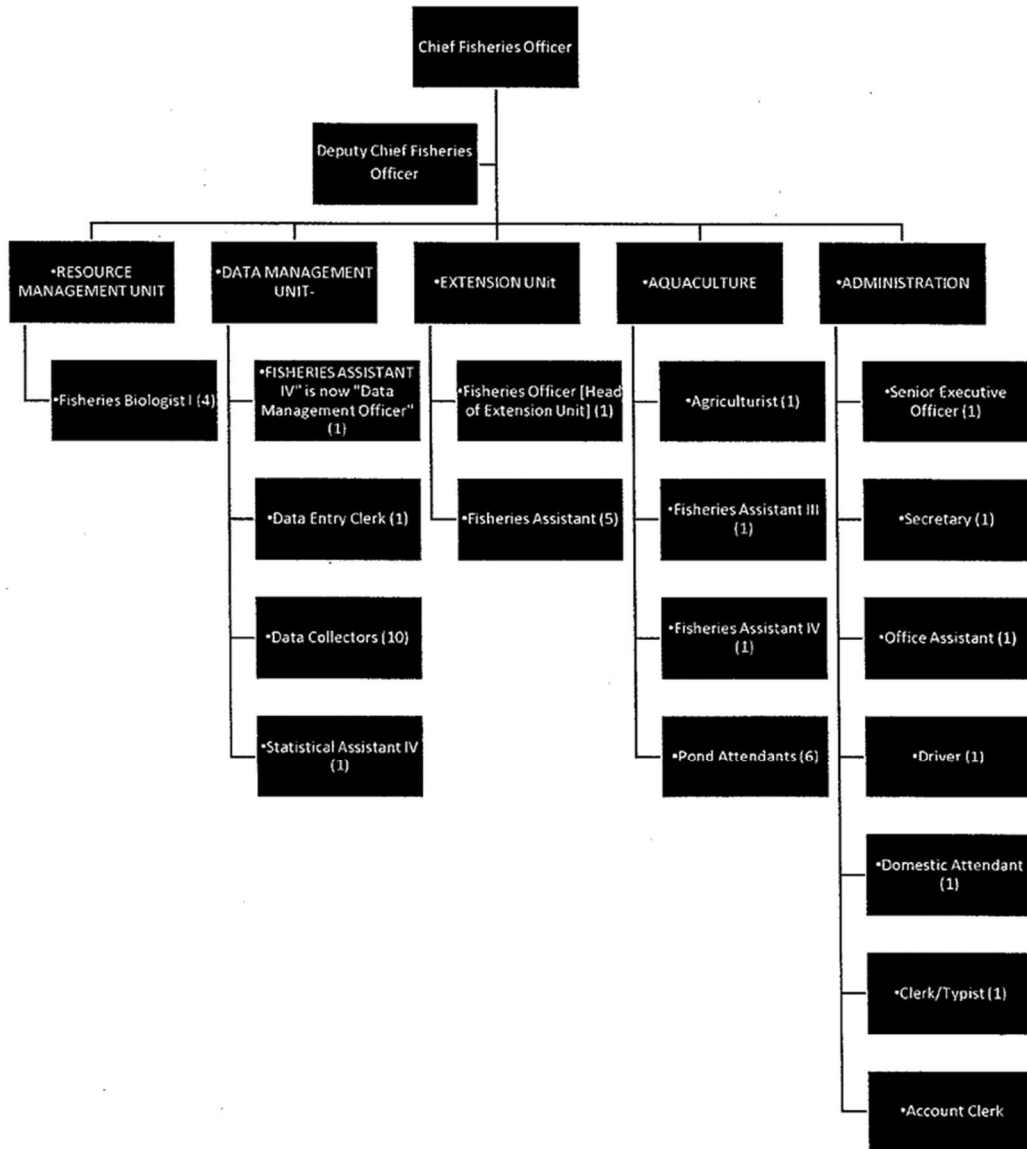 Chief Fisheries Officer
Deputy Chief Fisheries
Officer
•RESOURCE
MANAGEMENT UNIT
•DATA MANAGEMENT
UNIT-
•EXTENSION UNit
•AQUACULTURE
•ADMINISTRATION
•Fisheries Biologist I (4)
•FISHERIES ASSISTANT
IV" is now "Data
Management Officer"
(1)
•Fisheries Officer [Head
of Extension Unit] (1)
•Agriculturist (1)
•Senior Executive
Officer (1)
•Data Entry Clerk (1)
•Fisheries Assistant (5)
•Fisheries Assistant III
(1)
•Secretary (1)
•Data Collectors (10)
•Fisheries Assistant IV
(1)
•Office Assistant (1)
•Statistical Assistant IV
(1)
•Pond Attendants (6)
•Driver (1)
•Domestic Attendant
(1)
•Clerk/Typist (1)
•Account Clerk